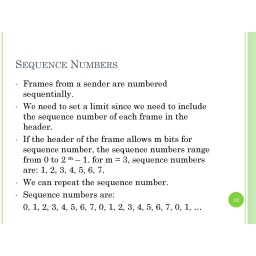 SEQUENCE NUMBERS
• Frames from a sender are numbered
sequentially.
• We need to set a limit since we need to include
the sequence number of each frame in the
header.
• If the header of the frame allows m bits for
sequence number, the sequence numbers range
from 0 to 2 ᵐ – 1. for m = 3, sequence numbers
are: 1, 2, 3, 4, 5, 6, 7.
• We can repeat the sequence number.
• Sequence numbers are:
0, 1, 2, 3, 4, 5, 6, 7, 0, 1, 2, 3, 4, 5, 6, 7, 0, 1, …